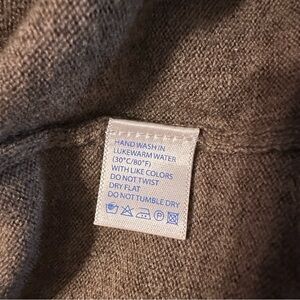 HAND WASH IN
LUKEWARM WATER
(30°C/80°F)
WITH LIKE COLORS
DO NOT TWIST
DRY FLAT
DO NOT TUMBLE DRY